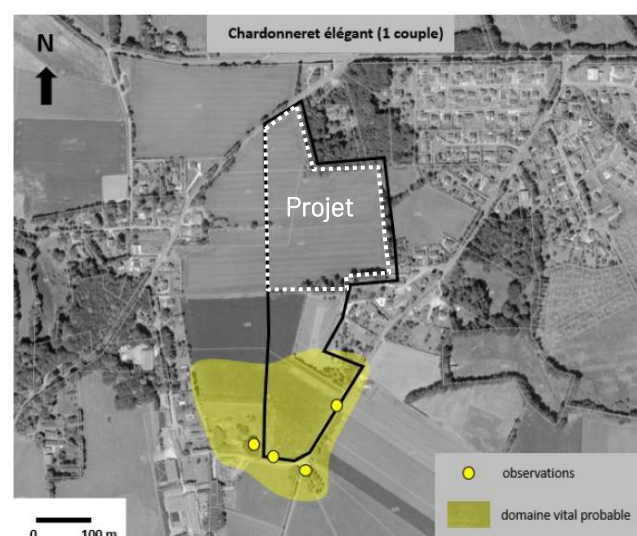 Chardonneret élégant (1 couple)
N
Projet
observations
domaine vital probable
0 100 m